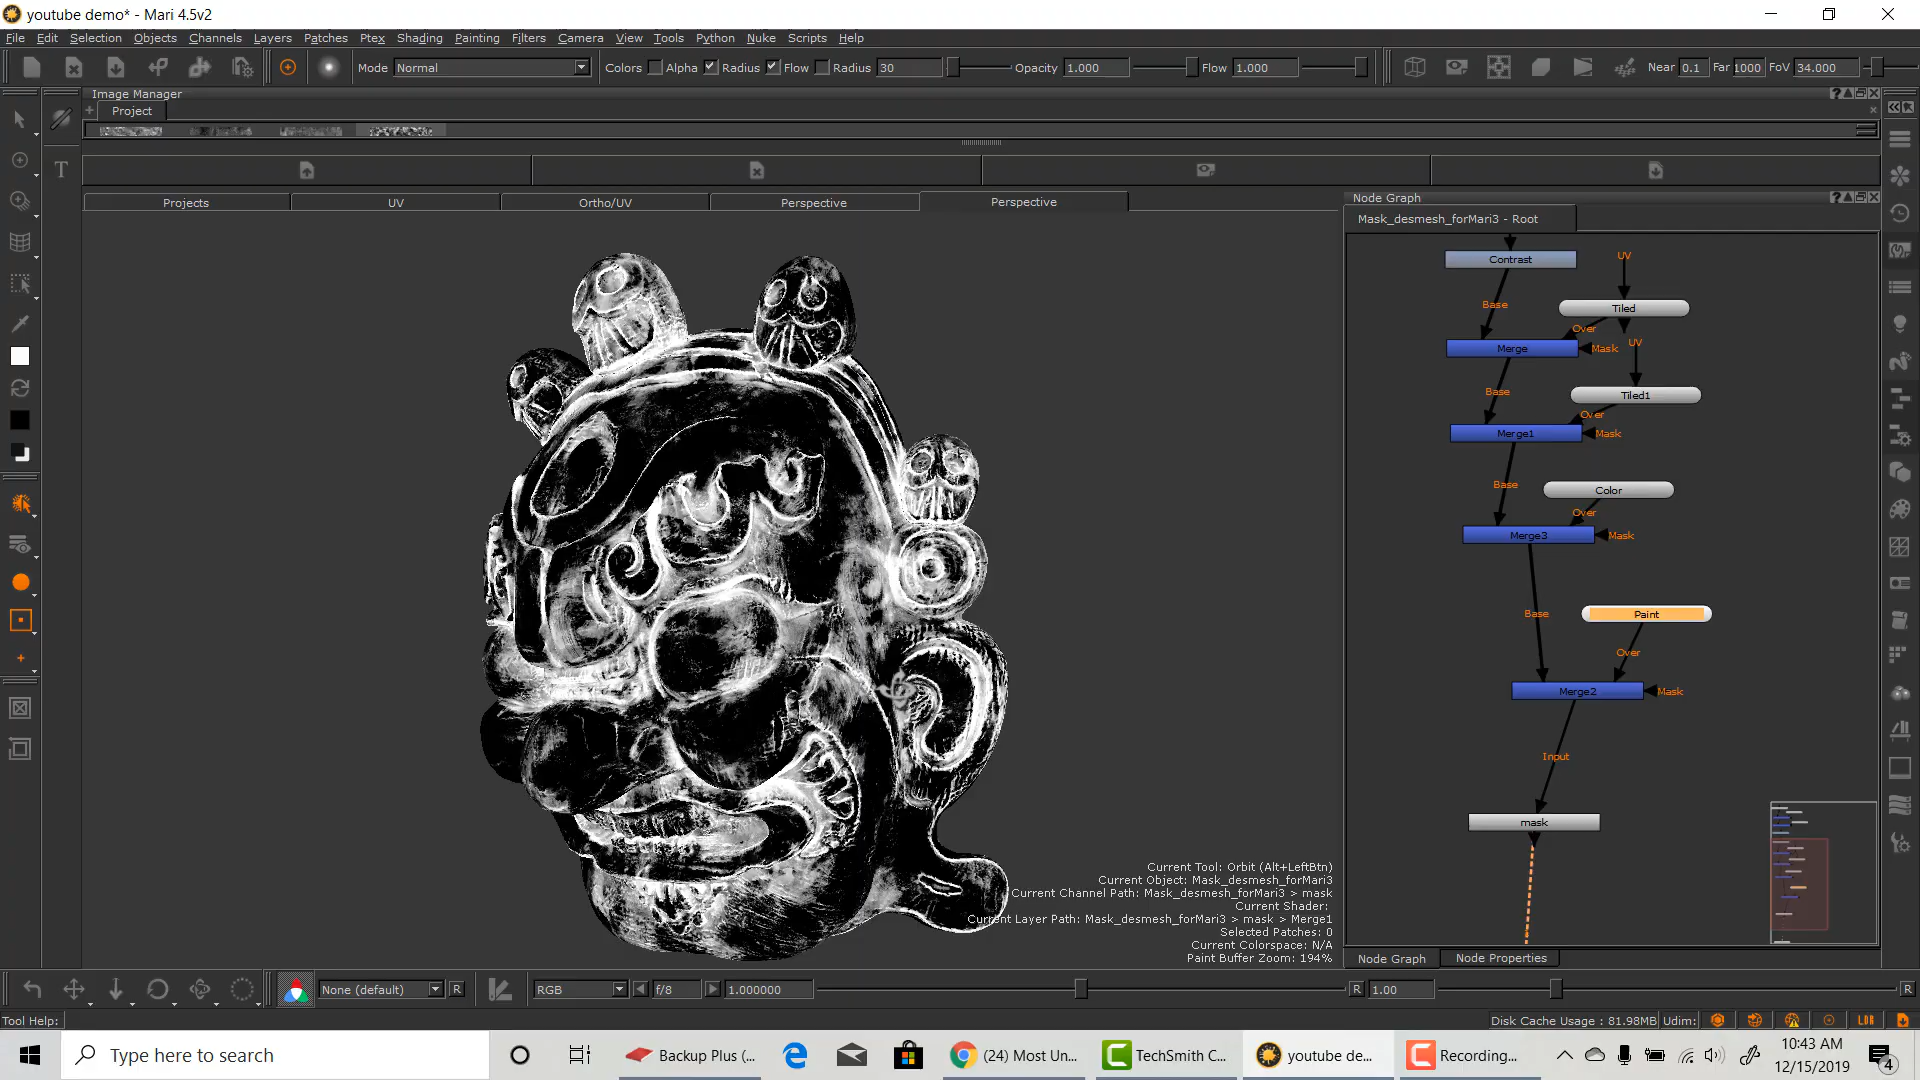 youtube demo* - Mari 4.5v2
File Edit Selection Objects Channels Layers Patches Ptex Shading Painting Filters Camera View Tools Python Nuke Scripts Help
Mode Normal Colors Alpha Radius Flow Radius 30 Opacity 1.000 Flow 1.000 Near 0.1 Far 1000 FoV 34.000
Image Manager
Project
Projects UV Ortho/UV Perspective Perspective
Node Graph
Mask_desmesh_forMari3 - Root
Contrast UV
Base Tiled
Over
Merge Mask UV
Base Tiled1
Over
Merge1 Mask
Base Color
Over
Merge3 Mask
Base Paint
Over
Merge2 Mask
Input
mask
Current Tool: Orbit (Alt+LeftBtn)
Current Object: Mask_desmesh_forMari3
Current Channel Path: Mask_desmesh_forMari3 > mask
Current Shader:
Current Layer Path: Mask_desmesh_forMari3 > mask > Merge1
Selected Patches: 0
Current Colorspace: N/A
Paint Buffer Zoom: 194%
Node Graph Node Properties
None (default) R RGB f/8 1.000000 R 1.00 R
Tool Help: Disk Cache Usage : 81.98MB Udim: LDR
Type here to search Backup Plus (... (24) Most Un... TechSmith C... youtube de... Recording... 10:43 AM
12/15/2019 4